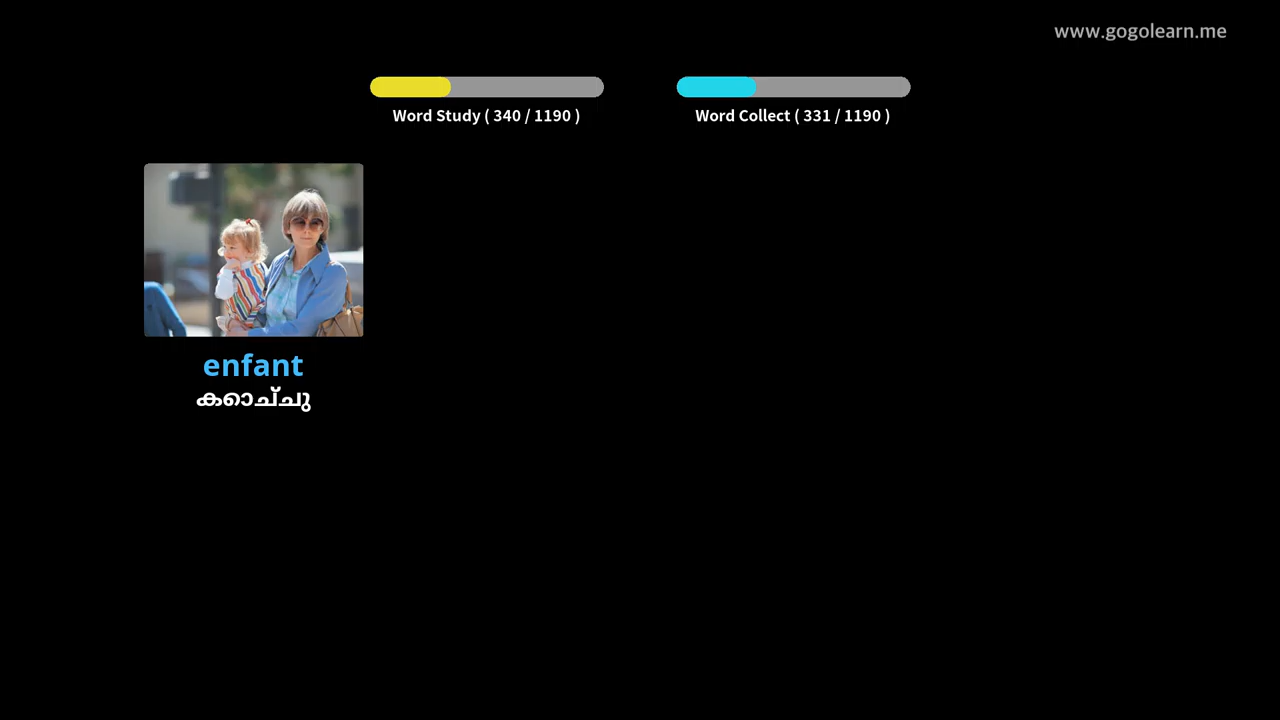 www.gogolearn.me
Word Study ( 340 / 1190 )
Word Collect ( 331 / 1190 )
enfant
കൊച്ചു